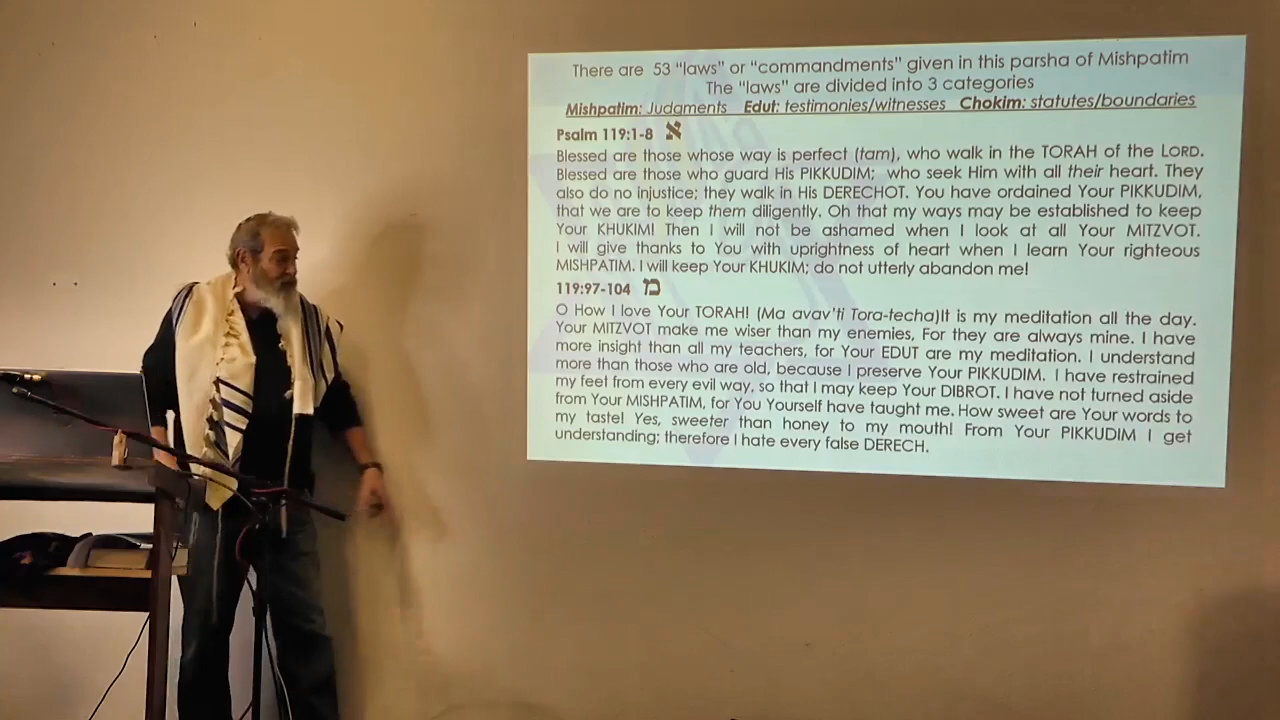 There are 53 “laws” or “commandments” given in this parsha of Mishpatim
The “laws” are divided into 3 categories
Mishpatim: Judgments Edut: testimonies/witnesses Chokim: statutes/boundaries
Psalm 119:1-8 א
Blessed are those whose way is perfect (tam), who walk in the TORAH of the LORD.
Blessed are those who guard His PIKKUDIM; who seek Him with all their heart. They
also do no injustice; they walk in His DERECHOT. You have ordained Your PIKKUDIM,
that we are to keep them diligently. Oh that my ways may be established to keep
Your KHUKIM! Then I will not be ashamed when I look at all Your MITZVOT.
I will give thanks to You with uprightness of heart when I learn Your righteous
MISHPATIM. I will keep Your KHUKIM; do not utterly abandon me!
119:97-104 מ
O How I love Your TORAH! (Ma avav’ti Tora-techa)It is my meditation all the day.
Your MITZVOT make me wiser than my enemies, For they are always mine. I have
more insight than all my teachers, for Your EDUT are my meditation. I understand
more than those who are old, because I preserve Your PIKKUDIM. I have restrained
my feet from every evil way, so that I may keep Your DIBROT. I have not turned aside
from Your MISHPATIM, for You Yourself have taught me. How sweet are Your words to
my taste! Yes, sweeter than honey to my mouth! From Your PIKKUDIM I get
understanding; therefore I hate every false DERECH.